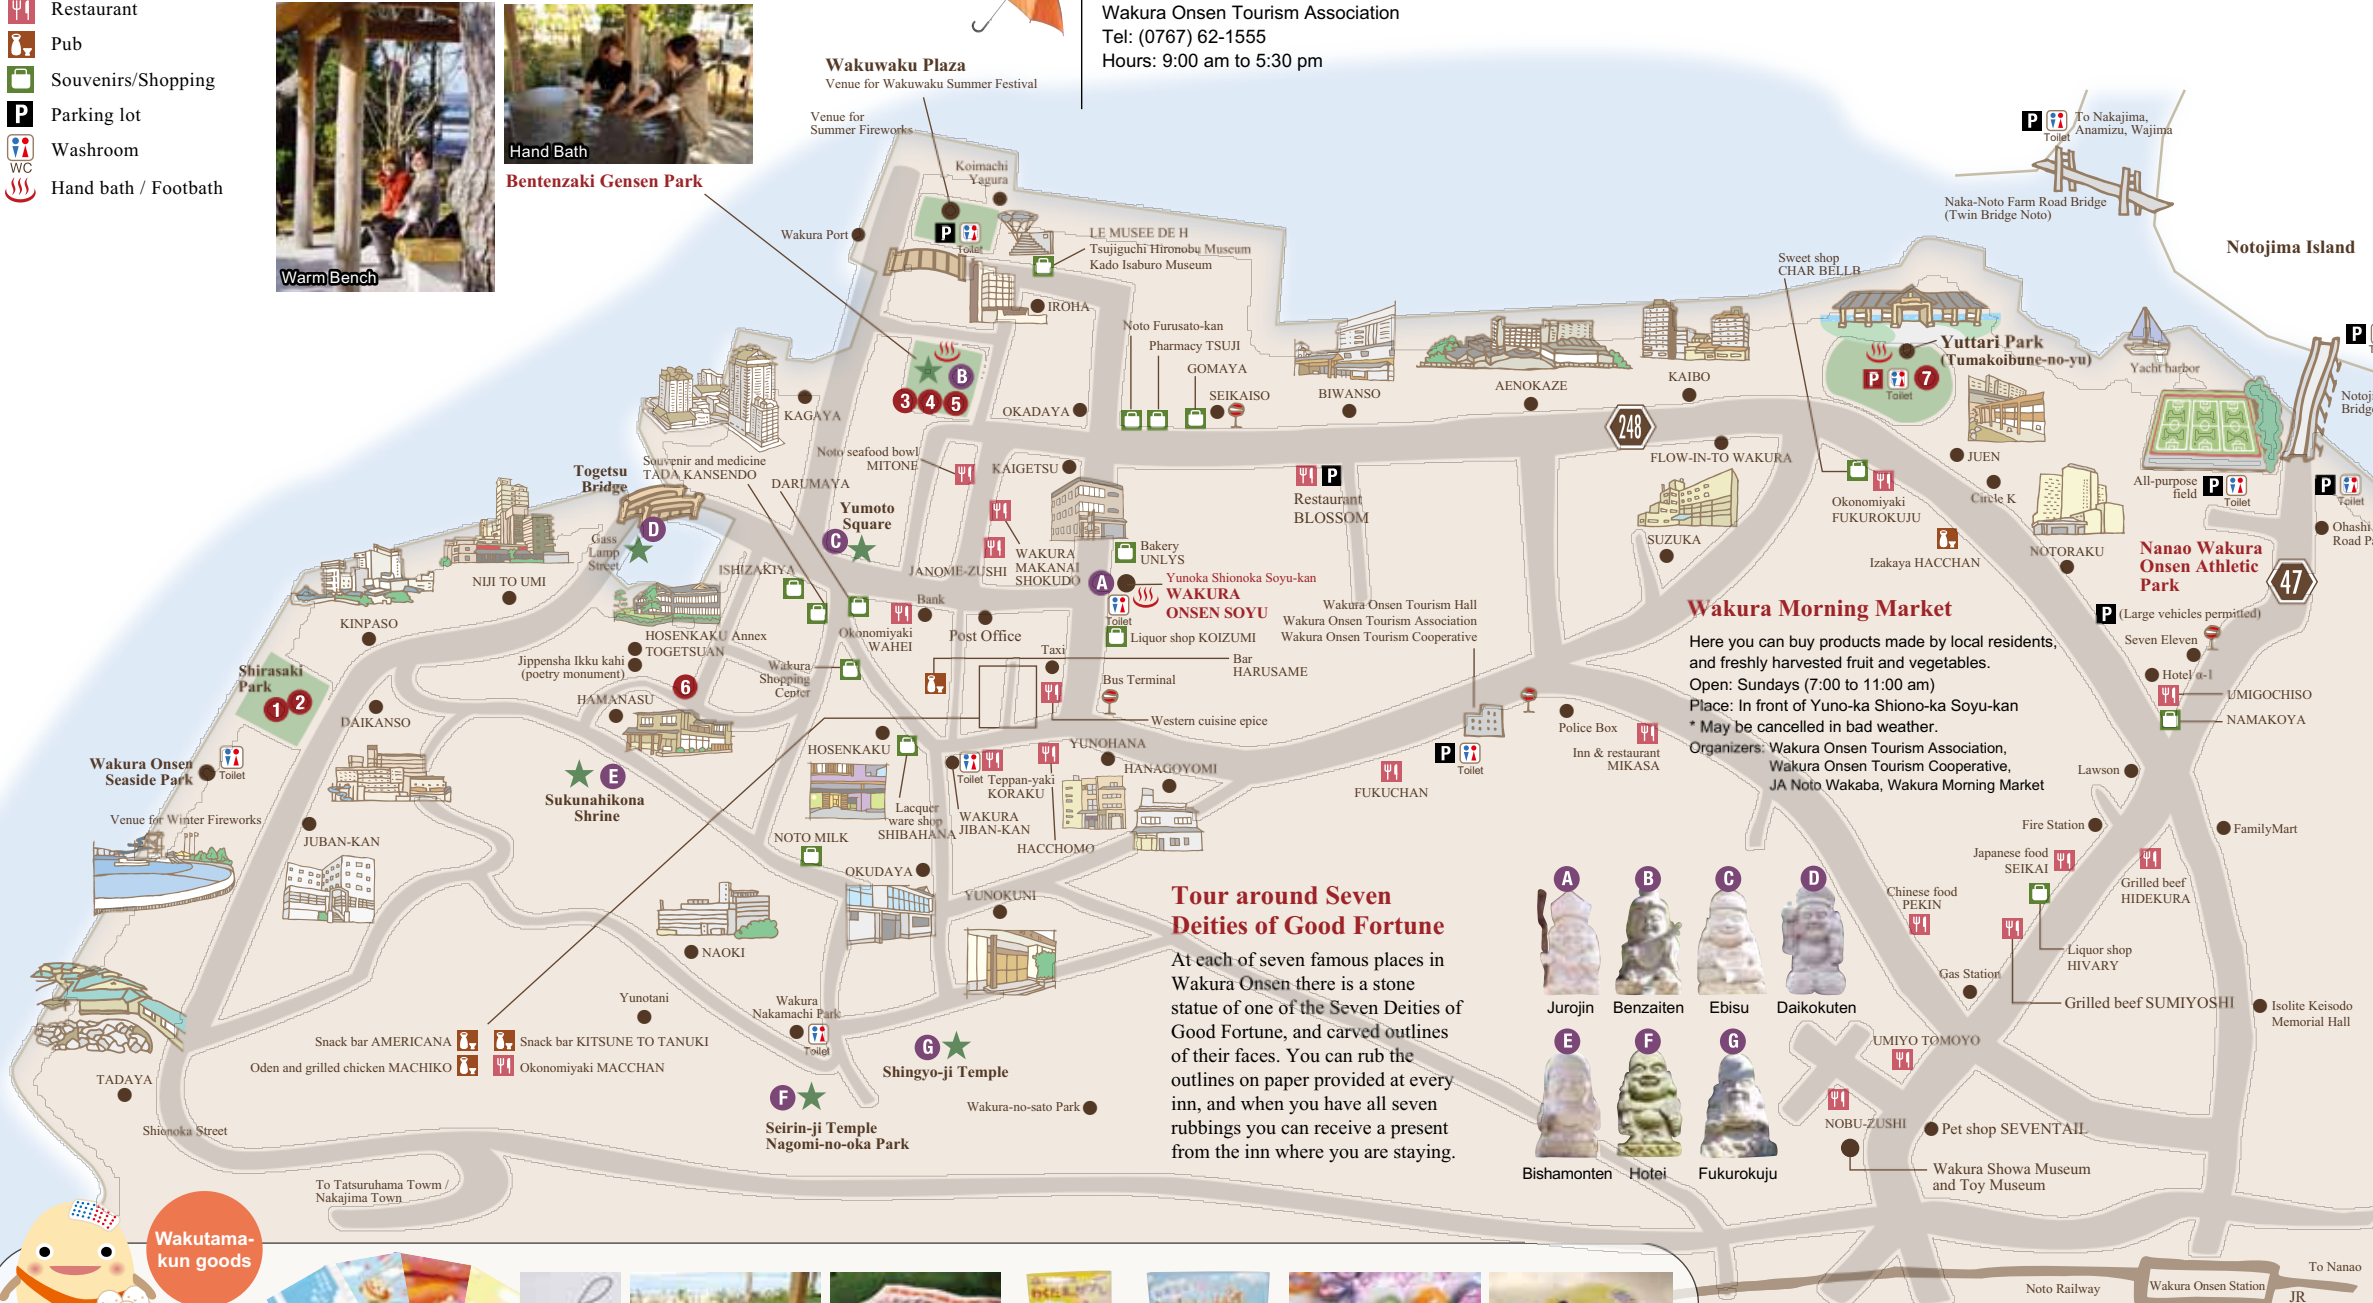 Restaurant
Pub
Souvenirs/Shopping
P
Parking lot
WC
Washroom
Hand bath / Footbath
Warm Bench
Hand Bath
Bentenzaki Gensen Park
Wakura Onsen Tourism Association
Tel: (0767) 62-1555
Hours: 9:00 am to 5:30 pm
Wakuwaku Plaza
Venue for Wakuwaku Summer Festival
Venue for
Summer Fireworks
Koimachi
Yagura
Wakura Port
P
Toilet
LE MUSEE DE H
Tsujiguchi Hironobu Museum
Kado Isaburo Museum
IROHA
P
Toilet
To Nakajima,
Anamizu, Wajima
Naka-Noto Farm Road Bridge
(Twin Bridge Noto)
Notojima Island
Sweet shop
CHAR BELLB
Noto Furusato-kan
Pharmacy TSUJI
GOMAYA
SEIKAISO
BIWANSO
AENOKAZE
KAIBO
248
Yuttari Park
(Tumakoibune-no-yu)
P
Toilet
7
Yacht harbor
P
B
3 4 5
OKADAYA
KAGAYA
Noto seafood bowl
MITONE
KAIGETSU
Souvenir and medicine
TADA KANSENDO
DARUMAYA
Togetsu
Bridge
D
Gass
Lamp
Street
Yumoto
Square
C
ISHIZAKIYA
JANOME-ZUSHI
WAKURA
MAKANAI
SHOKUDO
Bakery
UNLYS
A
Yunoka Shionoka Soyu-kan
WAKURA
ONSEN SOYU
Toilet
Liquor shop KOIZUMI
P
Restaurant
BLOSSOM
FLOW-IN-TO WAKURA
SUZUKA
Okonomiyaki
FUKUROKUJU
JUEN
Circle K
Izakaya HACCHAN
NOTORAKU
All-purpose
field
P
Toilet
P
Toilet
Nanao Wakura
Onsen Athletic
Park
47
P (Large vehicles permitted)
Seven Eleven
Hotel α-1
UMIGOCHISO
NAMAKOYA
Lawson
NIJI TO UMI
KINPASO
HOSENKAKU Annex
TOGETSUAN
Jippensha Ikku kahi
(poetry monument)
HAMANASU
6
Wakura
Shopping
Center
Okonomiyaki
WAHEI
Bank
Post Office
Taxi
Bus Terminal
Bar
HARUSAME
Western cuisine epice
Wakura Onsen Tourism Hall
Wakura Onsen Tourism Association
Wakura Onsen Tourism Cooperative
P
Toilet
Police Box
Inn & restaurant
MIKASA
FUKUCHAN
Wakura Morning Market
Here you can buy products made by local residents,
and freshly harvested fruit and vegetables.
Open: Sundays (7:00 to 11:00 am)
Place: In front of Yuno-ka Shiono-ka Soyu-kan
* May be cancelled in bad weather.
Organizers: Wakura Onsen Tourism Association,
Wakura Onsen Tourism Cooperative,
JA Noto Wakaba, Wakura Morning Market
Shirasaki
Park
1 2
DAIKANSO
Wakura Onsen
Seaside Park
Toilet
Venue for Winter Fireworks
JUBAN-KAN
E
Sukunahikona
Shrine
HOSENKAKU
Lacquer
ware shop
SHIBAHANA
Toilet
WAKURA
JIBAN-KAN
Teppan-yaki
KORAKU
HACCHOMO
YUNOHANA
HANAGOYOMI
NOTO MILK
OKUDAYA
YUNOKUNI
NAOKI
Yunotani
Wakura
Nakamachi Park
Toilet
Snack bar AMERICANA
Snack bar KITSUNE TO TANUKI
Oden and grilled chicken MACHIKO
Okonomiyaki MACCHAN
TADAYA
Shionoka Street
G
Shingyo-ji Temple
F
Seirin-ji Temple
Nagomi-no-oka Park
Wakura-no-sato Park
To Tatsuruhama Towm /
Nakajima Town
Tour around Seven
Deities of Good Fortune
At each of seven famous places in
Wakura Onsen there is a stone
statue of one of the Seven Deities of
Good Fortune, and carved outlines
of their faces. You can rub the
outlines on paper provided at every
inn, and when you have all seven
rubbings you can receive a present
from the inn where you are staying.
A B C D
Jurojin Benzaiten Ebisu Daikokuten
E F G
Bishamonten Hotei Fukurokuju
Fire Station
FamilyMart
Japanese food
SEIKAI
Grilled beef
HIDEKURA
Chinese food
PEKIN
Liquor shop
HIVARY
Gas Station
Grilled beef SUMIYOSHI
Isolite Keisodo
Memorial Hall
UMIYO TOMOYO
NOBU-ZUSHI
Pet shop SEVENTAIL
Wakura Showa Museum
and Toy Museum
Wakutama-
kun goods
Noto Railway
Wakura Onsen Station
To Nanao
JR